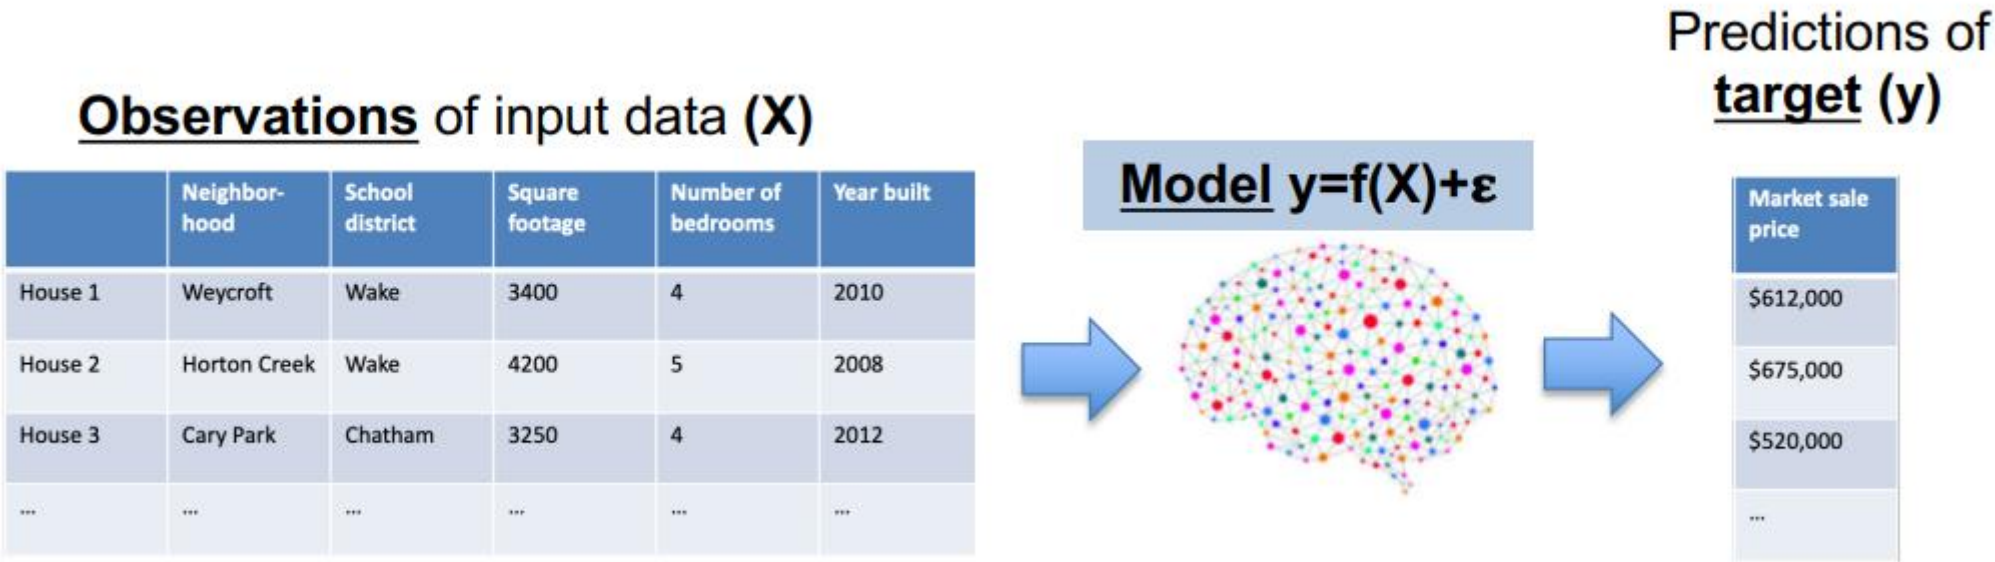 Observations of input data (X)
Neighbor-
hood
School
district
Square
footage
Number of
bedrooms
Year built
House 1 Weycroft Wake 3400 4 2010
House 2 Horton Creek Wake 4200 5 2008
House 3 Cary Park Chatham 3250 4 2012
... ... ... ... ... ...
Model y=f(X)+ε
Predictions of
target (y)
Market sale
price
$612,000
$675,000
$520,000
...